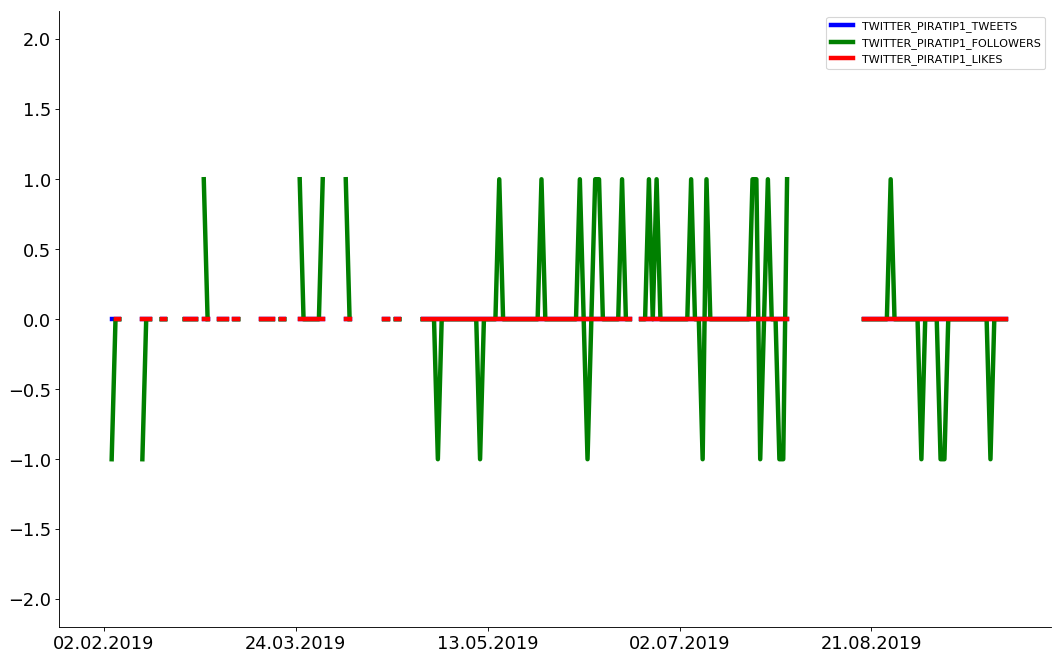 TWITTER_PIRATIP1_TWEETS
TWITTER_PIRATIP1_FOLLOWERS
TWITTER_PIRATIP1_LIKES
2.0
1.5
1.0
0.5
0.0
−0.5
−1.0
−1.5
−2.0
02.02.2019 24.03.2019 13.05.2019 02.07.2019 21.08.2019